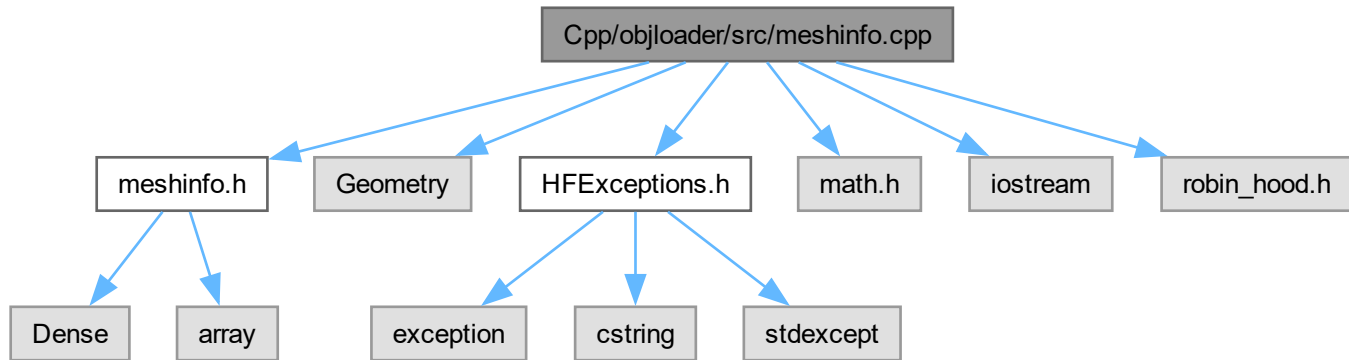 Cpp/objloader/src/meshinfo.cpp
meshinfo.h
Geometry
HFExceptions.h
math.h
iostream
robin_hood.h
Dense
array
exception
cstring
stdexcept